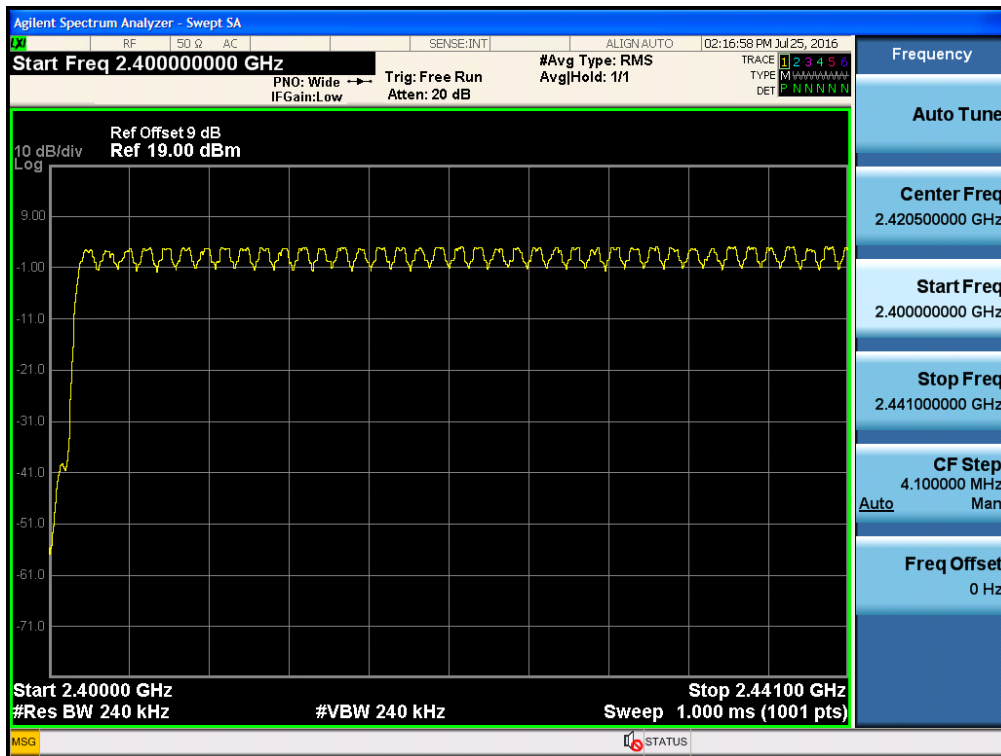 Agilent Spectrum Analyzer - Swept SA
LXI RF 50 Ω AC SENSE:INT ALIGN AUTO 02:16:58 PM Jul 25, 2016
Start Freq 2.400000000 GHz
PNO: Wide
IFGain:Low
Trig: Free Run
Atten: 20 dB
#Avg Type: RMS
Avg|Hold: 1/1
TRACE 1 2 3 4 5 6
TYPE M
DET P N N N N N
Ref Offset 9 dB
10 dB/div Ref 19.00 dBm
Log
9.00
-1.00
-11.0
-21.0
-31.0
-41.0
-51.0
-61.0
-71.0
Start 2.40000 GHz Stop 2.44100 GHz
#Res BW 240 kHz #VBW 240 kHz Sweep 1.000 ms (1001 pts)
MSG STATUS
Frequency
Auto Tune
Center Freq
2.420500000 GHz
Start Freq
2.400000000 GHz
Stop Freq
2.441000000 GHz
CF Step
4.100000 MHz
Auto Man
Freq Offset
0 Hz